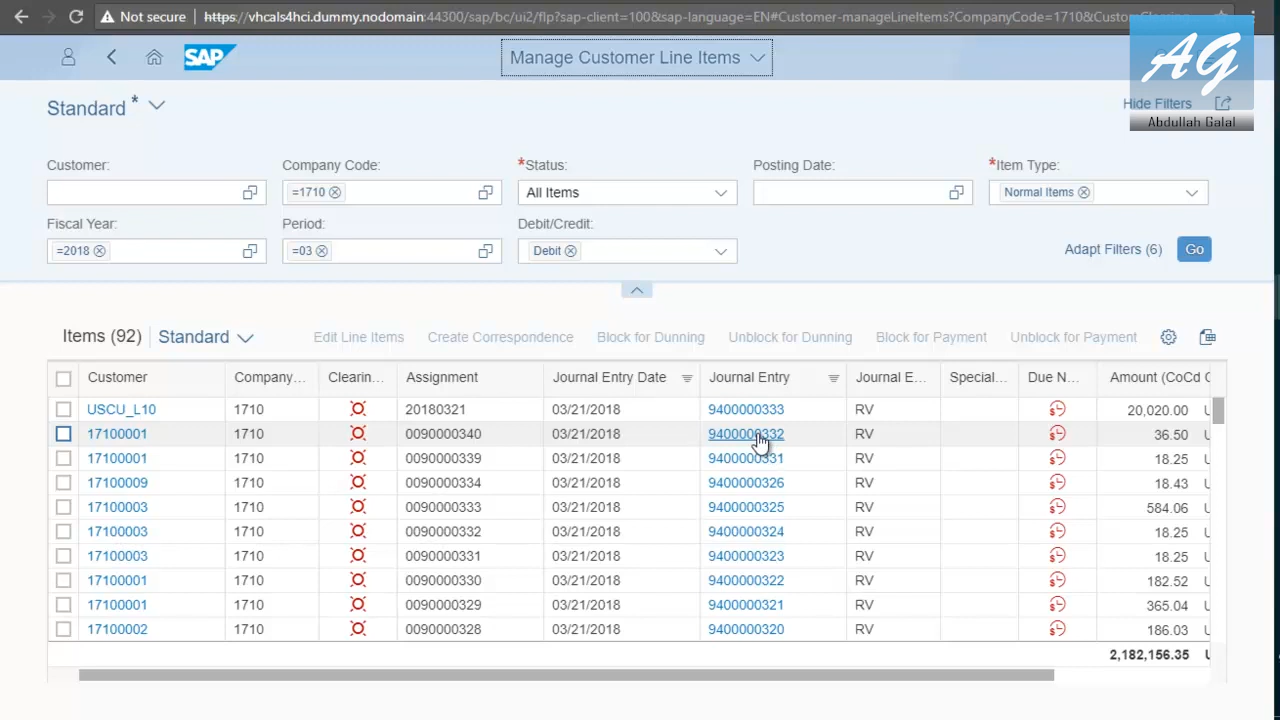 Not secure https://vhcals4hci.dummy.nodomain:44300/sap/bc/ui2/flp?sap-client=100&sap-language=EN#Customer-manageLineItems?CompanyCode=1710&
SAP
Manage Customer Line Items
AG
Abdullah Galal
Standard *
Hide Filters
Customer: Company Code: *Status: Posting Date: *Item Type:
=1710 All Items Normal Items
Fiscal Year: Period: Debit/Credit:
=2018 =03 Debit Adapt Filters (6) Go
Items (92) Standard Edit Line Items Create Correspondence Block for Dunning Unblock for Dunning Block for Payment Unblock for Payment
Customer Company... Clearin... Assignment Journal Entry Date Journal Entry Journal E... Special... Due N... Amount (CoCd
USCU_L10 1710 20180321 03/21/2018 9400000333 RV 20,020.00
17100001 1710 0090000340 03/21/2018 9400000332 RV 36.50
17100001 1710 0090000339 03/21/2018 9400000331 RV 18.25
17100009 1710 0090000334 03/21/2018 9400000326 RV 18.43
17100003 1710 0090000333 03/21/2018 9400000325 RV 584.06
17100003 1710 0090000332 03/21/2018 9400000324 RV 18.25
17100003 1710 0090000331 03/21/2018 9400000323 RV 18.25
17100001 1710 0090000330 03/21/2018 9400000322 RV 182.52
17100001 1710 0090000329 03/21/2018 9400000321 RV 365.04
17100002 1710 0090000328 03/21/2018 9400000320 RV 186.03
2,182,156.35